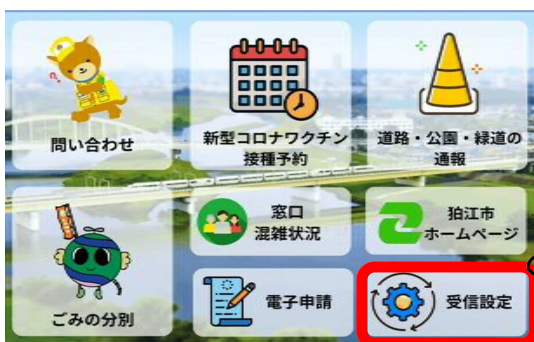 問い合わせ
新型コロナワクチン
接種予約
道路・公園・緑道の
通報
ごみの分別
窓口
混雑状況
狛江市
ホームページ
電子申請
受信設定